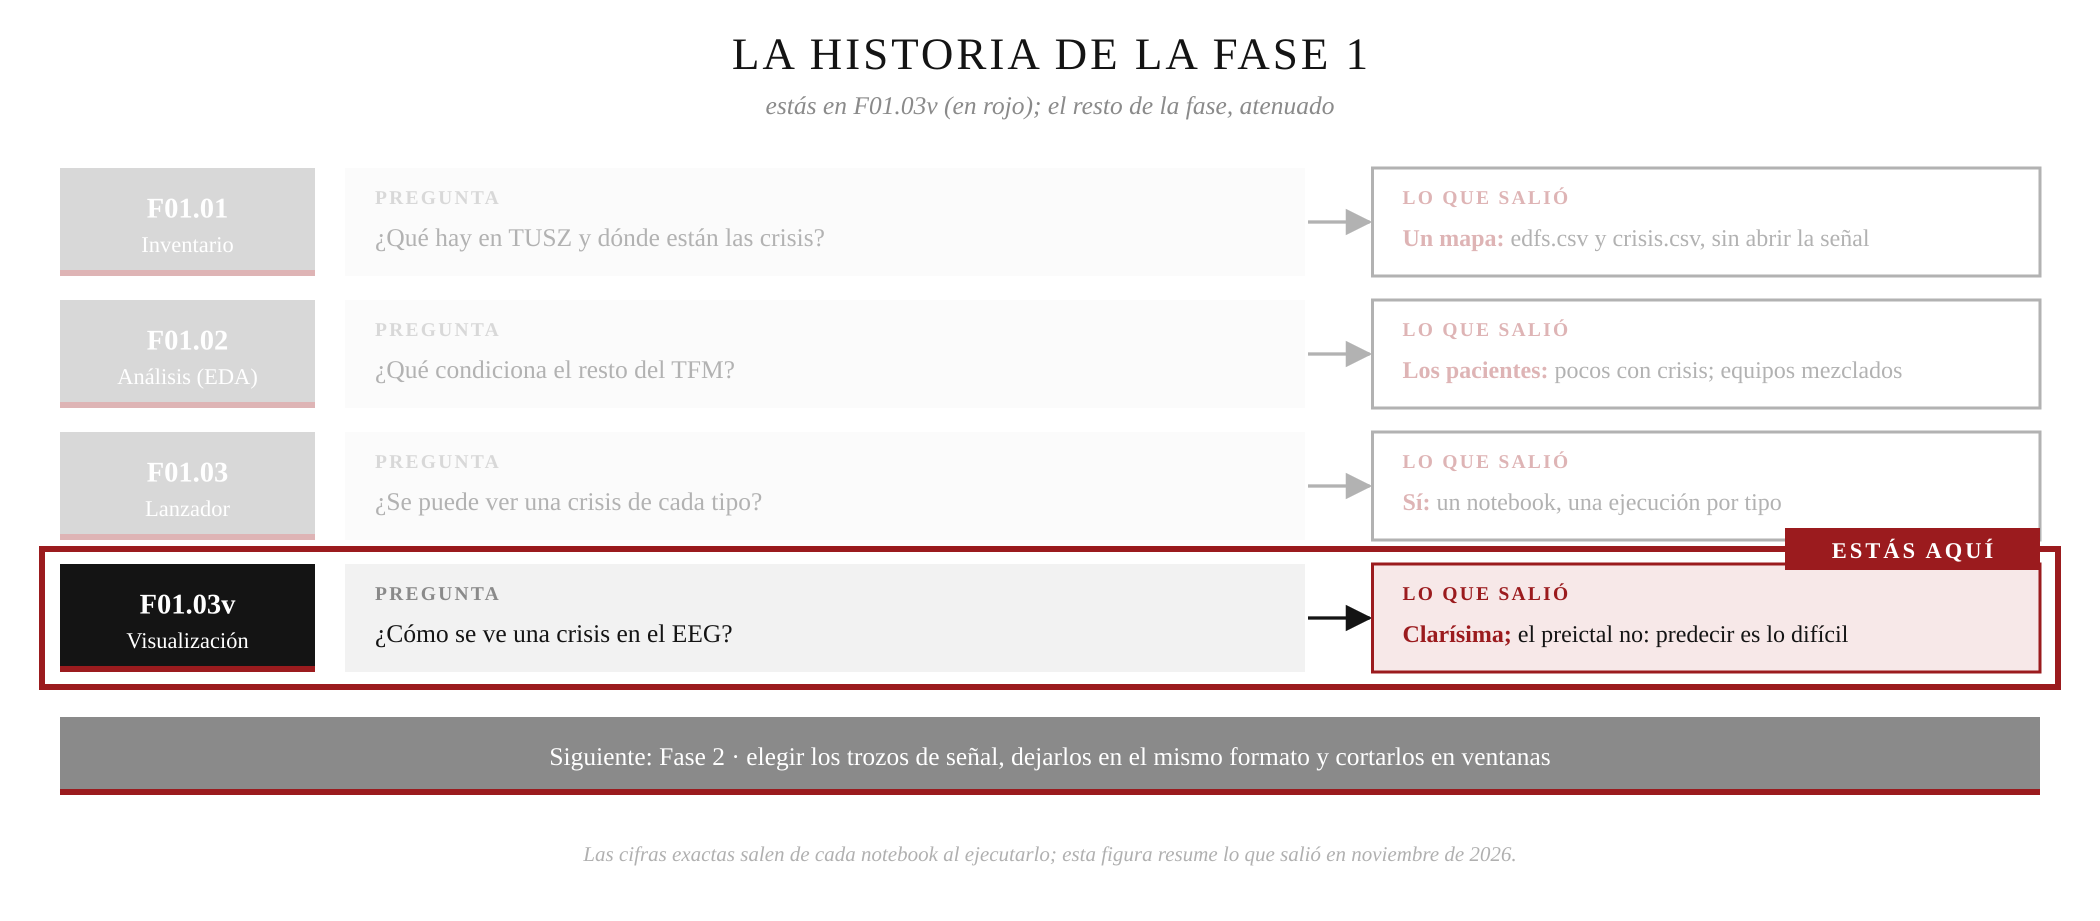 LA HISTORIA DE LA FASE 1
estás en F01.03v (en rojo); el resto de la fase, atenuado
F01.01
Inventario
PREGUNTA
¿Qué hay en TUSZ y dónde están las crisis?
LO QUE SALIÓ
Un mapa: edfs.csv y crisis.csv, sin abrir la señal
F01.02
Análisis (EDA)
PREGUNTA
¿Qué condiciona el resto del TFM?
LO QUE SALIÓ
Los pacientes: pocos con crisis; equipos mezclados
F01.03
Lanzador
PREGUNTA
¿Se puede ver una crisis de cada tipo?
LO QUE SALIÓ
Sí: un notebook, una ejecución por tipo
ESTÁS AQUÍ
F01.03v
Visualización
PREGUNTA
¿Cómo se ve una crisis en el EEG?
LO QUE SALIÓ
Clarísima; el preictal no: predecir es lo difícil
Siguiente: Fase 2 · elegir los trozos de señal, dejarlos en el mismo formato y cortarlos en ventanas
Las cifras exactas salen de cada notebook al ejecutarlo; esta figura resume lo que salió en noviembre de 2026.